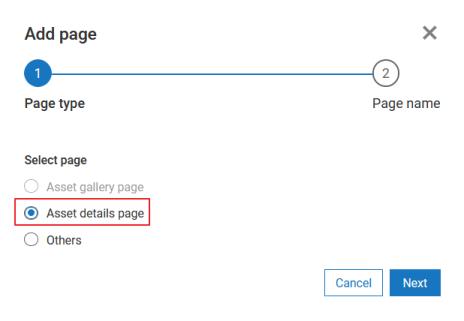 Add page
1
2
Page type
Page name
Select page
Asset gallery page
Asset details page
Others
Cancel
Next